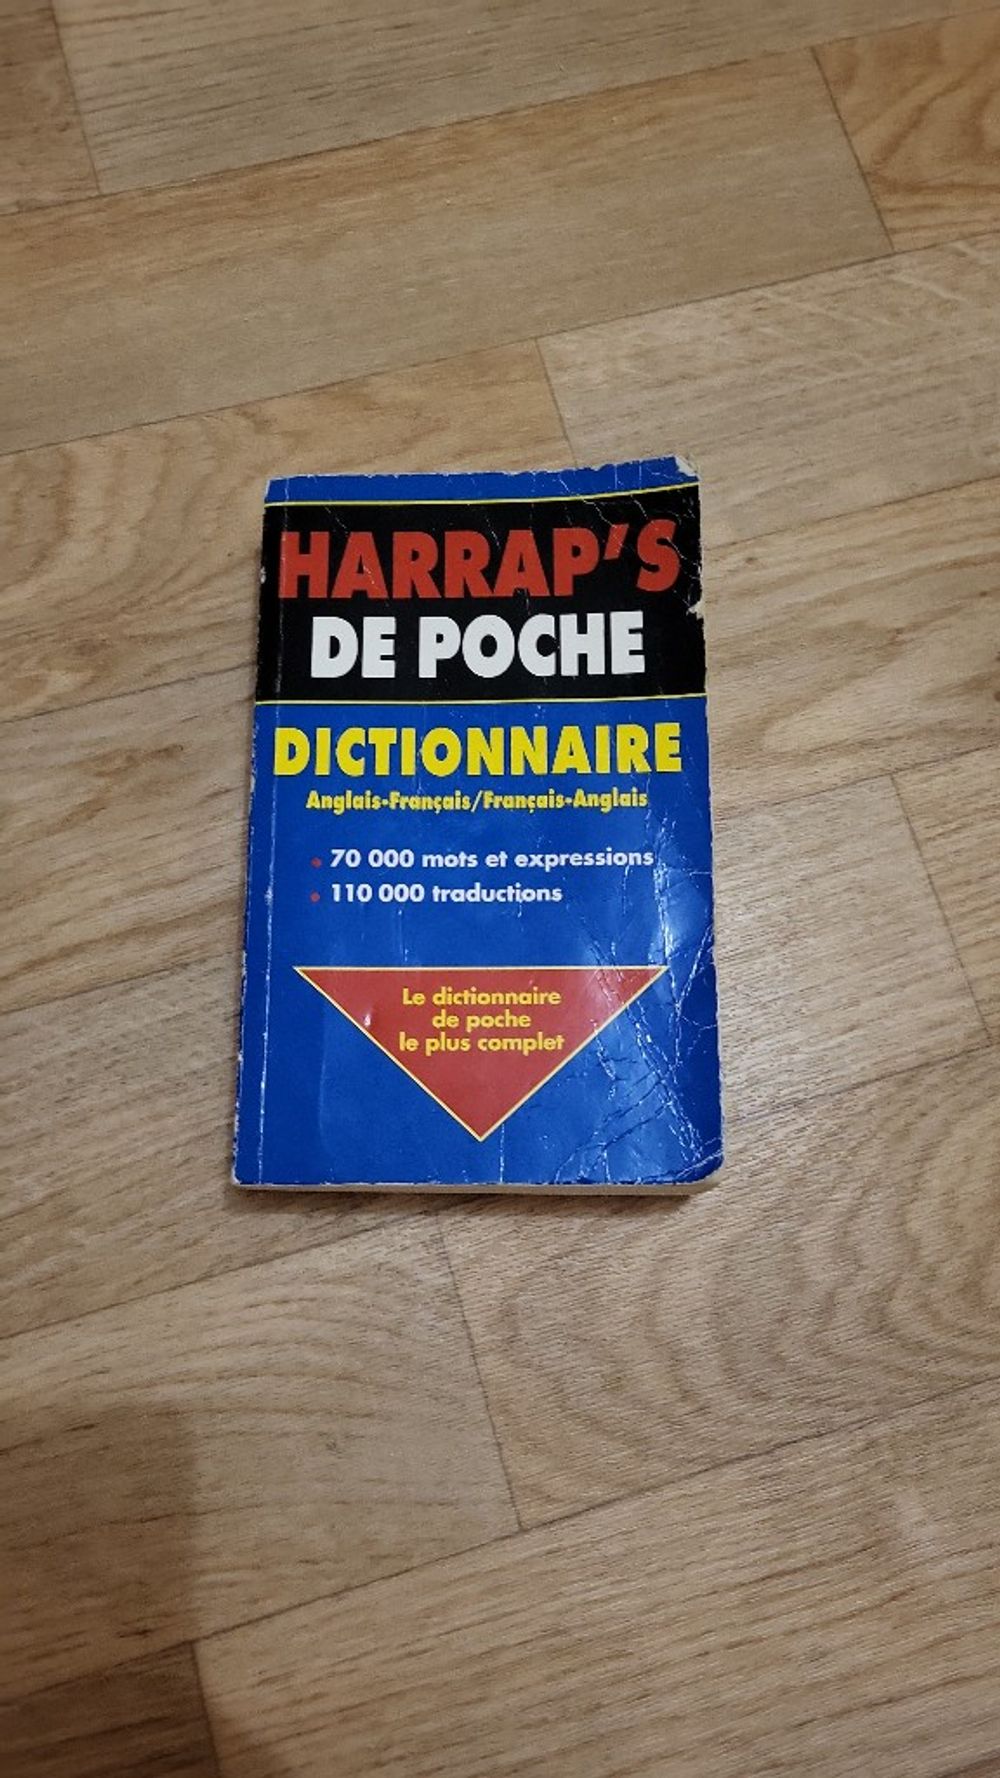 HARRAP'S
DE POCHE
DICTIONNAIRE
Anglais-Français/Français-Anglais
• 70 000 mots et expressions
• 110 000 traductions
Le dictionnaire
de poche
le plus complet